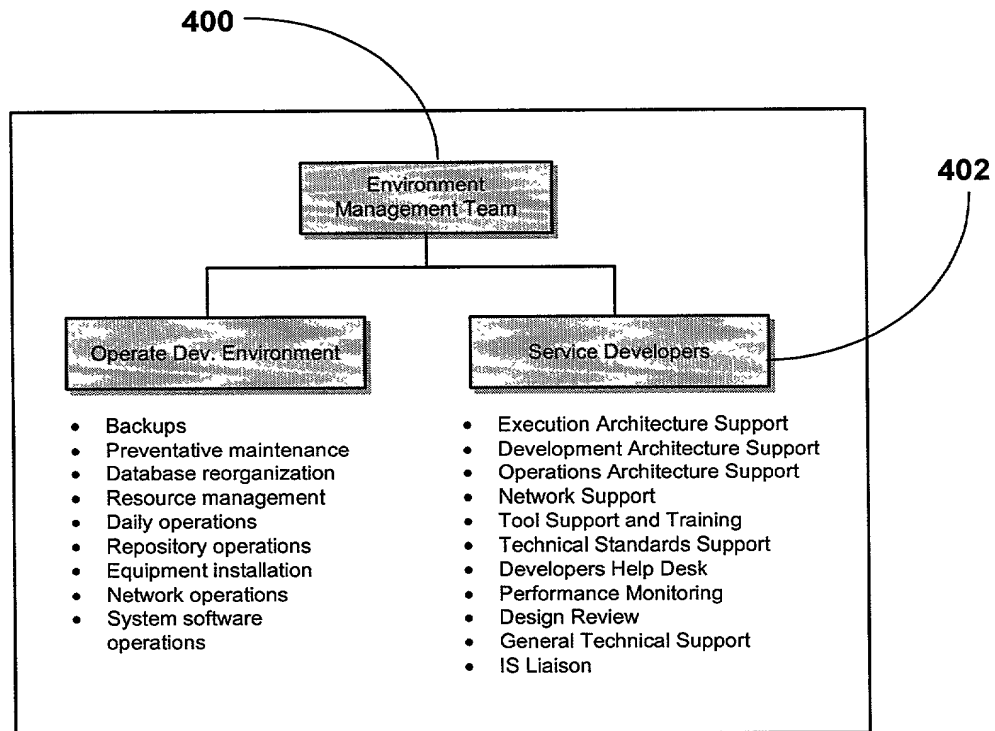 400
402
Environment
Management Team
Operate Dev. Environment
Service Developers
• Backups
• Preventative maintenance
• Database reorganization
• Resource management
• Daily operations
• Repository operations
• Equipment installation
• Network operations
• System software
operations
• Execution Architecture Support
• Development Architecture Support
• Operations Architecture Support
• Network Support
• Tool Support and Training
• Technical Standards Support
• Developers Help Desk
• Performance Monitoring
• Design Review
• General Technical Support
• IS Liaison